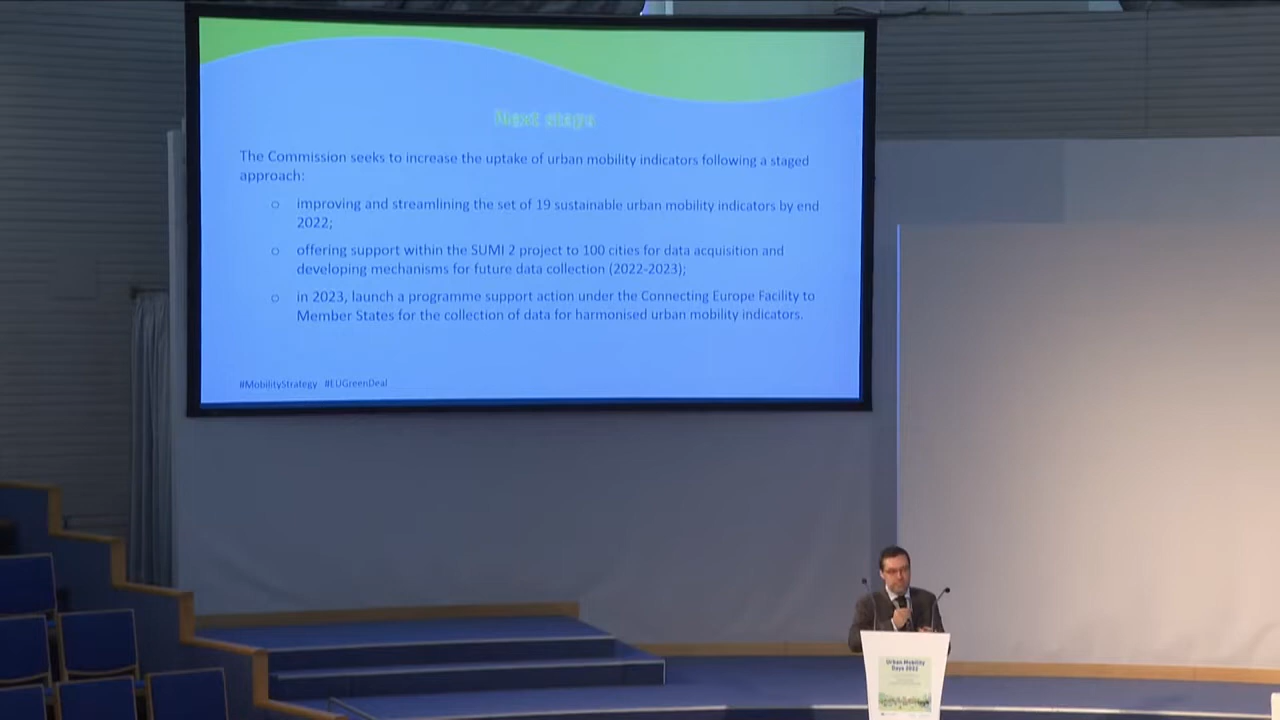 Next steps
The Commission seeks to increase the uptake of urban mobility indicators following a staged
approach:
o improving and streamlining the set of 19 sustainable urban mobility indicators by end
2022;
o offering support within the SUMI 2 project to 100 cities for data acquisition and
developing mechanisms for future data collection (2022-2023);
o in 2023, launch a programme support action under the Connecting Europe Facility to
Member States for the collection of data for harmonised urban mobility indicators.
#MobilityStrategy #EUGreenDeal
Urban Mobility
Days 2022